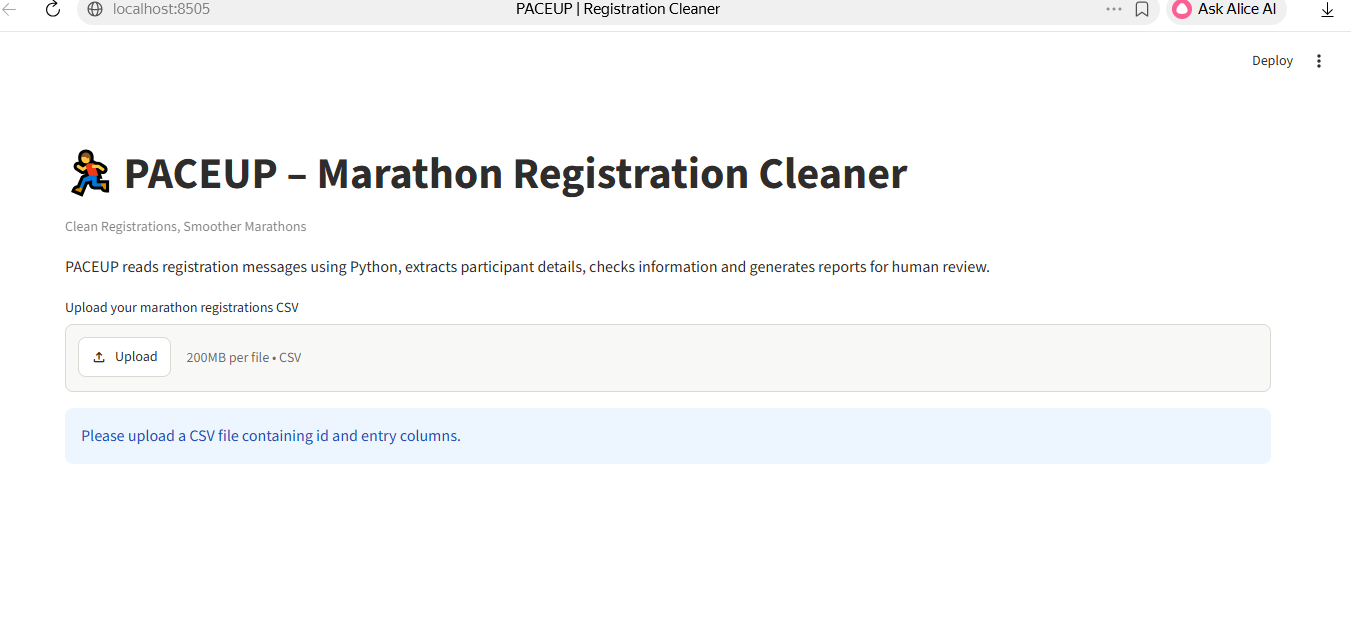 localhost:8505
PACEUP | Registration Cleaner
Ask Alice AI
Deploy
PACEUP – Marathon Registration Cleaner
Clean Registrations, Smoother Marathons
PACEUP reads registration messages using Python, extracts participant details, checks information and generates reports for human review.
Upload your marathon registrations CSV
Upload
200MB per file • CSV
Please upload a CSV file containing id and entry columns.